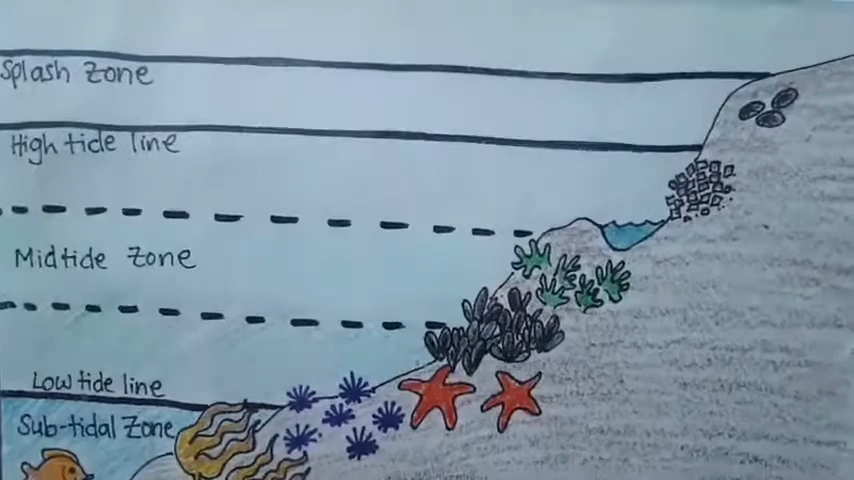 Splash Zone
High tide line
Midtide Zone
Low tide line
Sub-tidal Zone